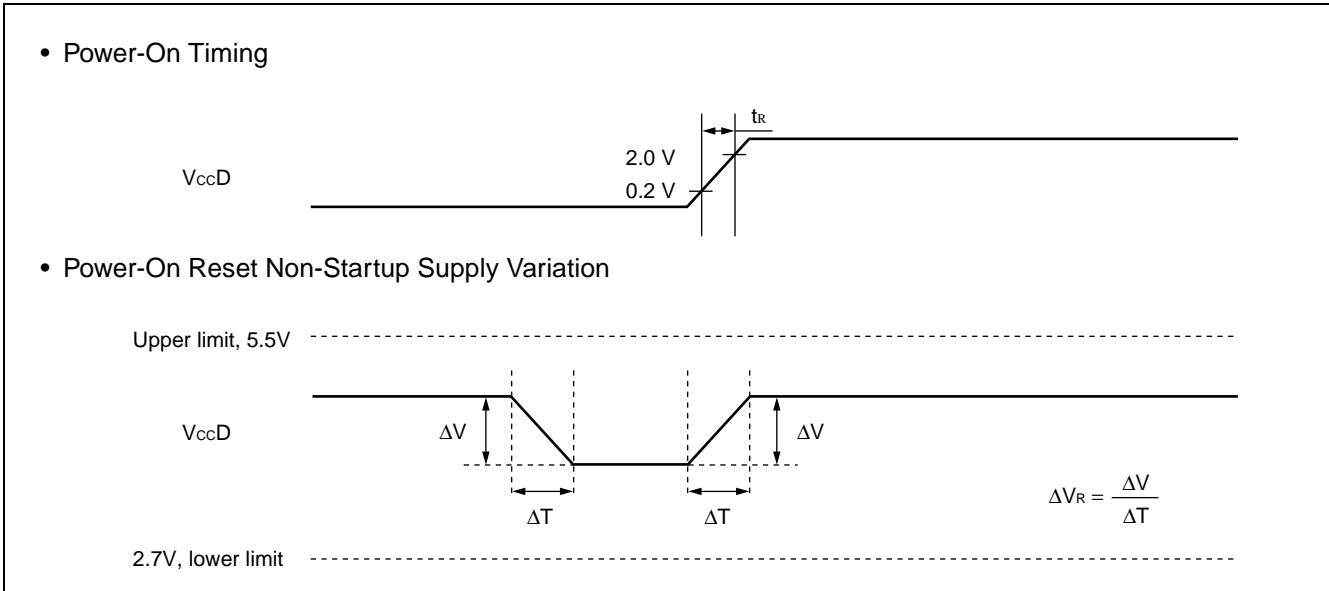 • Power-On Timing
tR
2.0 V
VCCD
0.2 V
• Power-On Reset Non-Startup Supply Variation
Upper limit, 5.5V
VCCD
ΔV
ΔV
ΔVR = ΔV
ΔT
ΔT
ΔT
2.7V, lower limit